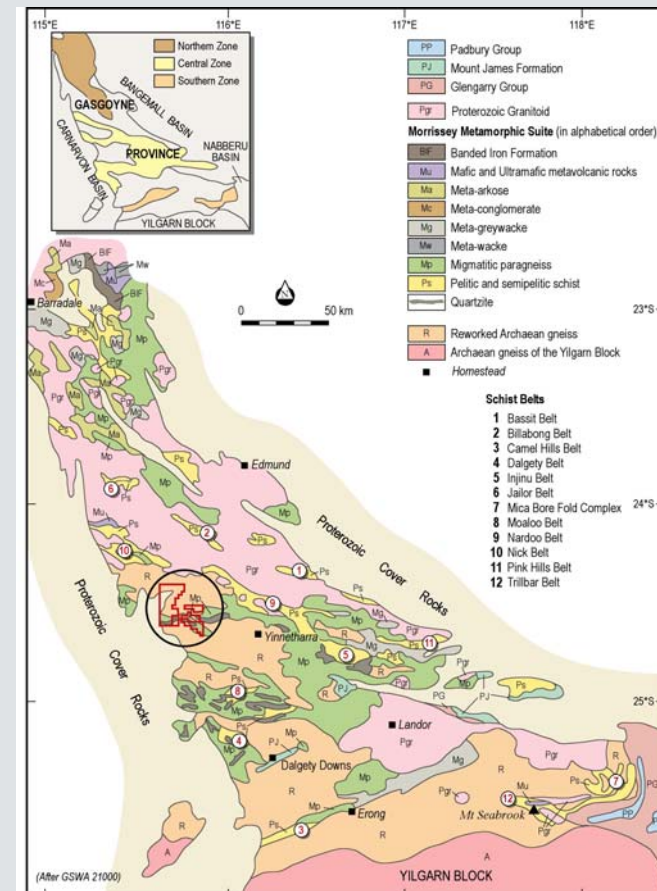 115°E
116°E
117°E
118°E
Northern Zone
Central Zone
Southern Zone
GASGOYNE
PROVINCE
BANGEMALL BASIN
CARNARVON BASIN
NABBERU
BASIN
YILGARN BLOCK
PP Padbury Group
PJ Mount James Formation
PG Glengarry Group
Pgr Proterozoic Granitoid
Morrissey Metamorphic Suite (in alphabetical order)
BIF Banded Iron Formation
Mu Mafic and Ultramafic metavolcanic rocks
Ma Meta-arkose
Mc Meta-conglomerate
Mg Meta-greywacke
Mw Meta-wacke
Mp Migmatitic paragneiss
Ps Pelitic and semipelitic schist
Quartzite
R Reworked Archaean gneiss
A Archaean gneiss of the Yilgarn Block
Homestead
Schist Belts
1 Bassit Belt
2 Billabong Belt
3 Camel Hills Belt
4 Dalgety Belt
5 Injinu Belt
6 Jailor Belt
7 Mica Bore Fold Complex
8 Moaloo Belt
9 Nardoo Belt
10 Nick Belt
11 Pink Hills Belt
12 Trillbar Belt
N
0 50 km
23°S
24°S
25°S
Barradale
Edmund
Yinnetharra
Landor
Dalgety Downs
Erong
Mt Seabrook
Proterozoic Cover Rocks
Proterozoic Cover Rocks
YILGARN BLOCK
(After GSWA 21000)